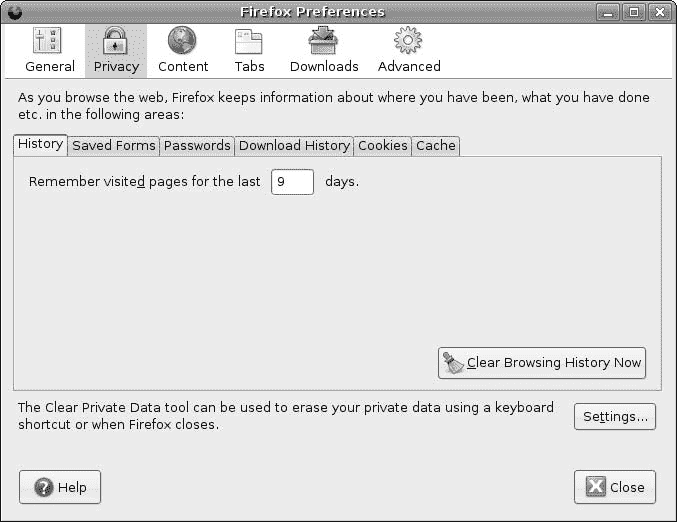 Firefox Preferences
General Privacy Content Tabs Downloads Advanced
As you browse the web, Firefox keeps information about where you have been, what you have done
etc. in the following areas:
History Saved Forms Passwords Download History Cookies Cache
Remember visited pages for the last 9 days.
Clear Browsing History Now
The Clear Private Data tool can be used to erase your private data using a keyboard
shortcut or when Firefox closes.
Settings...
Help Close